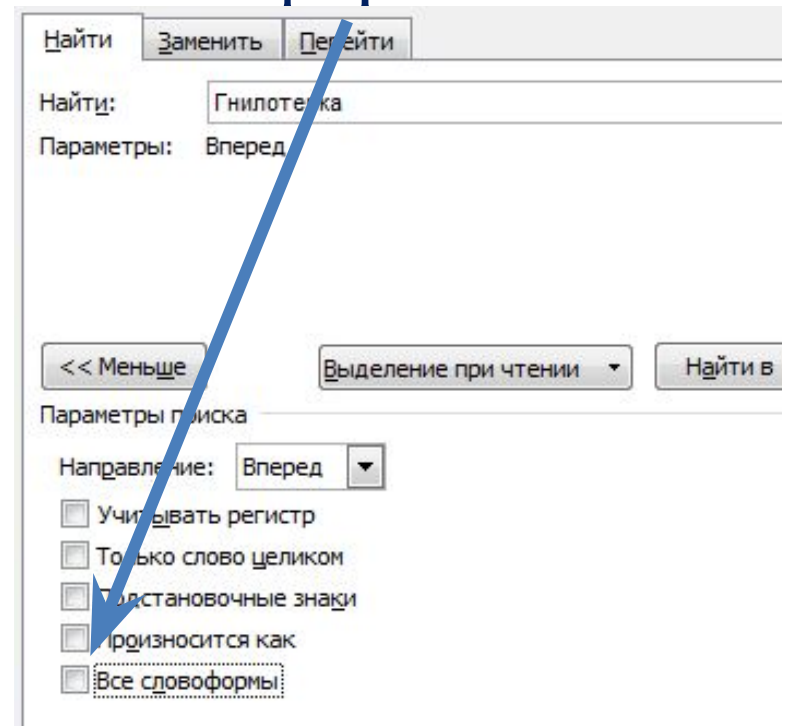 Найти Заменить Перейти
Найти: Гнилотерка
Параметры: Вперед
<< Меньше Выделение при чтении Найти в
Параметры поиска
Направление: Вперед
Учитывать регистр
Только слово целиком
Подстановочные знаки
Произносится как
Все словоформы